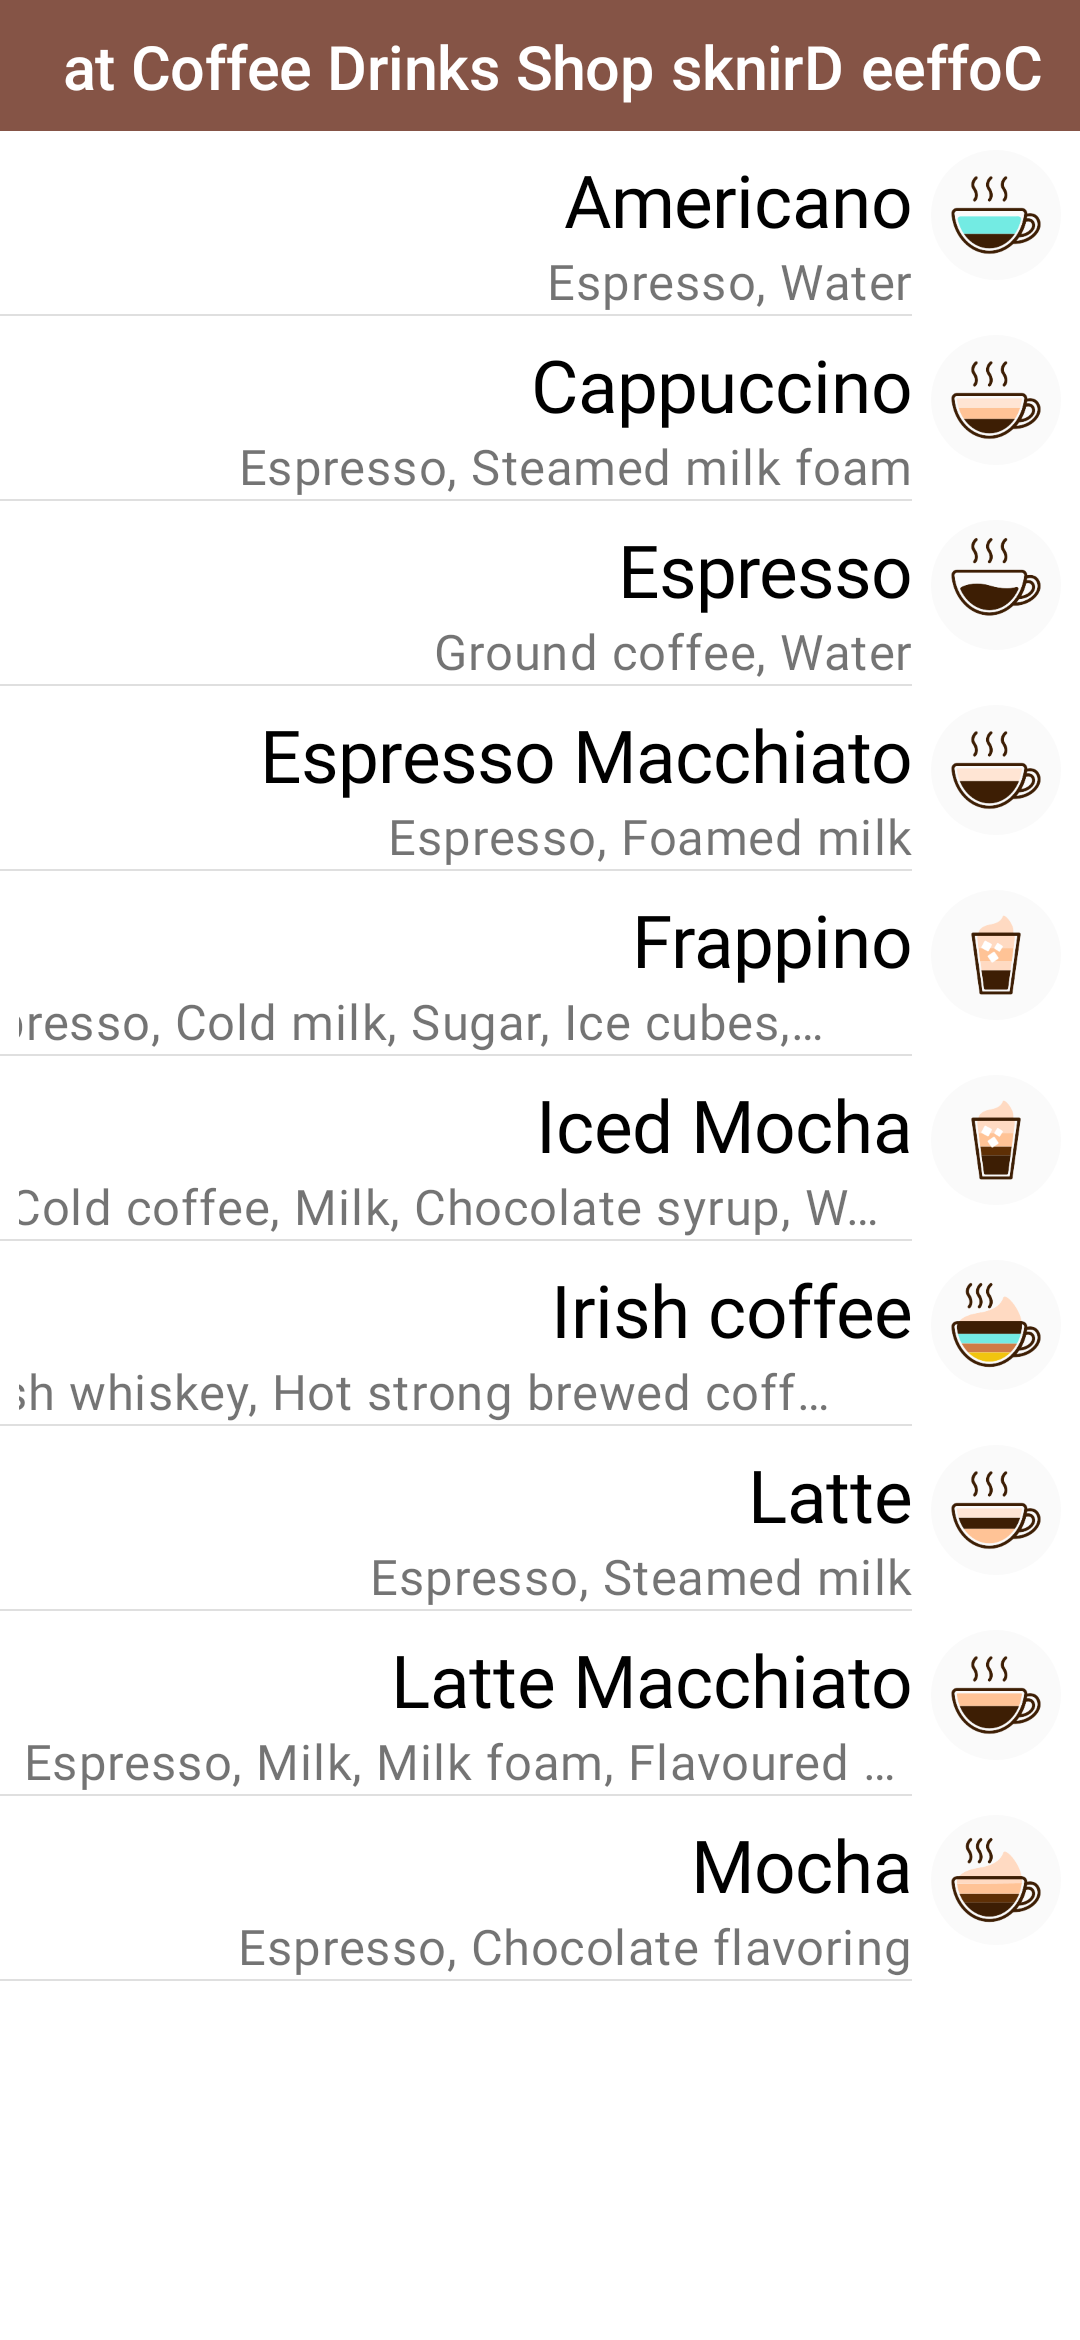 at Coffee Drinks Shop sknirD eeffoC
Americano
Espresso, Water
Cappuccino
Espresso, Steamed milk foam
Espresso
Ground coffee, Water
Espresso Macchiato
Espresso, Foamed milk
Frappino
Cold milk, Sugar, Ice cubes,...
Iced Mocha
Cold coffee, Milk, Chocolate syrup, W...
Irish coffee
whiskey, Hot strong brewed coff...
Latte
Espresso, Steamed milk
Latte Macchiato
Espresso, Milk, Milk foam, Flavoured ...
Mocha
Espresso, Chocolate flavoring